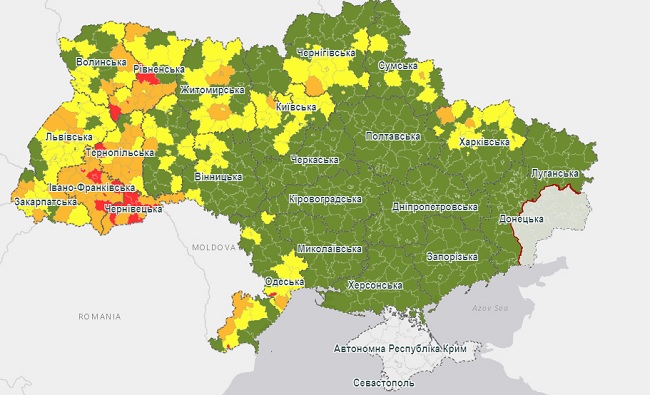 Чернігівська
Волинська
Рівненська
Сумська
Житомирська
Київська
Львівська
Полтавська
Харківська
Тернопільська
Черкаська
Луганська
Вінницька
Івано-Франківська
Закарпатська
Кіровоградська
Чернівецька
Дніпропетровська
Донецька
MOLDOVA
Миколаївська
Запорізька
Одеська
Херсонська
Azov Sea
ROMANIA
Автономна Республіка Крим
Севастополь